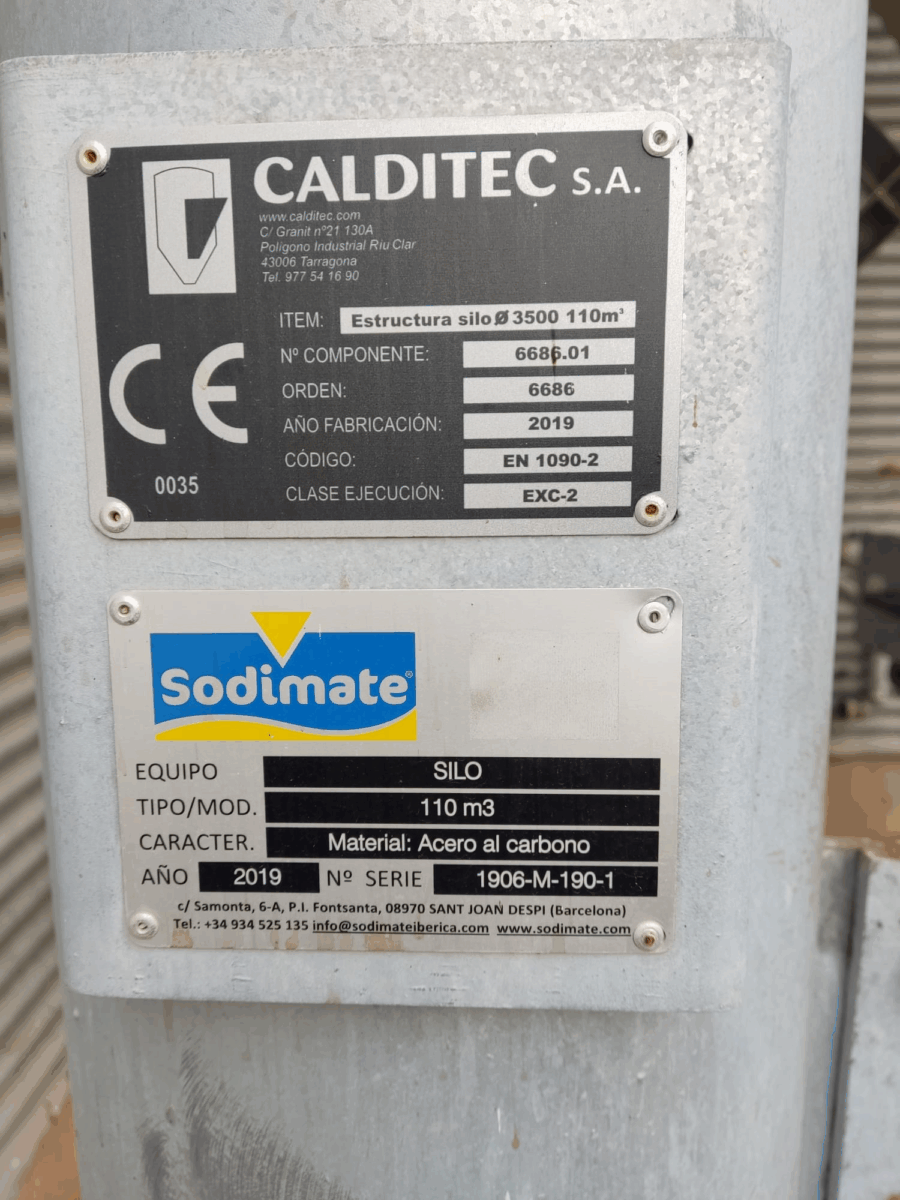 CALDITEC S.A.
www.calditec.com
C/ Granit nº21 130A
Poligono Industrial Riu Clar
43006 Tarragona
Tel. 977 54 16 90
ITEM: Estructura silo Ø 3500 110m³
Nº COMPONENTE: 6686.01
ORDEN: 6686
AÑO FABRICACIÓN: 2019
CÓDIGO: EN 1090-2
CLASE EJECUCIÓN: EXC-2
CE
0035
Sodimate®
EQUIPO SILO
TIPO/MOD. 110 m3
CARACTER. Material: Acero al carbono
AÑO 2019 Nº SERIE 1906-M-190-1
c/ Samonta, 6-A, P.I. Fontsanta, 08970 SANT JOAN DESPI (Barcelona)
Tel.: +34 934 525 135 info@sodimateiberica.com www.sodimate.com